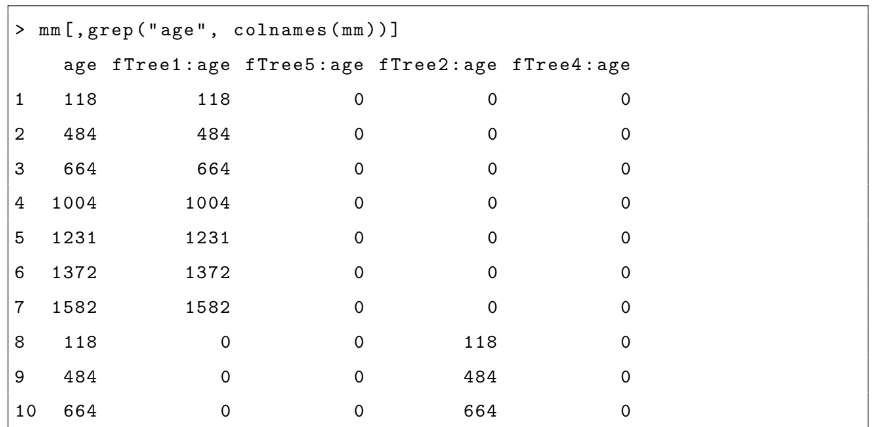 > mm[,grep("age", colnames(mm))]
age fTree1:age fTree5:age fTree2:age fTree4:age
1 118 118 0 0 0
2 484 484 0 0 0
3 664 664 0 0 0
4 1004 1004 0 0 0
5 1231 1231 0 0 0
6 1372 1372 0 0 0
7 1582 1582 0 0 0
8 118 0 0 118 0
9 484 0 0 484 0
10 664 0 0 664 0